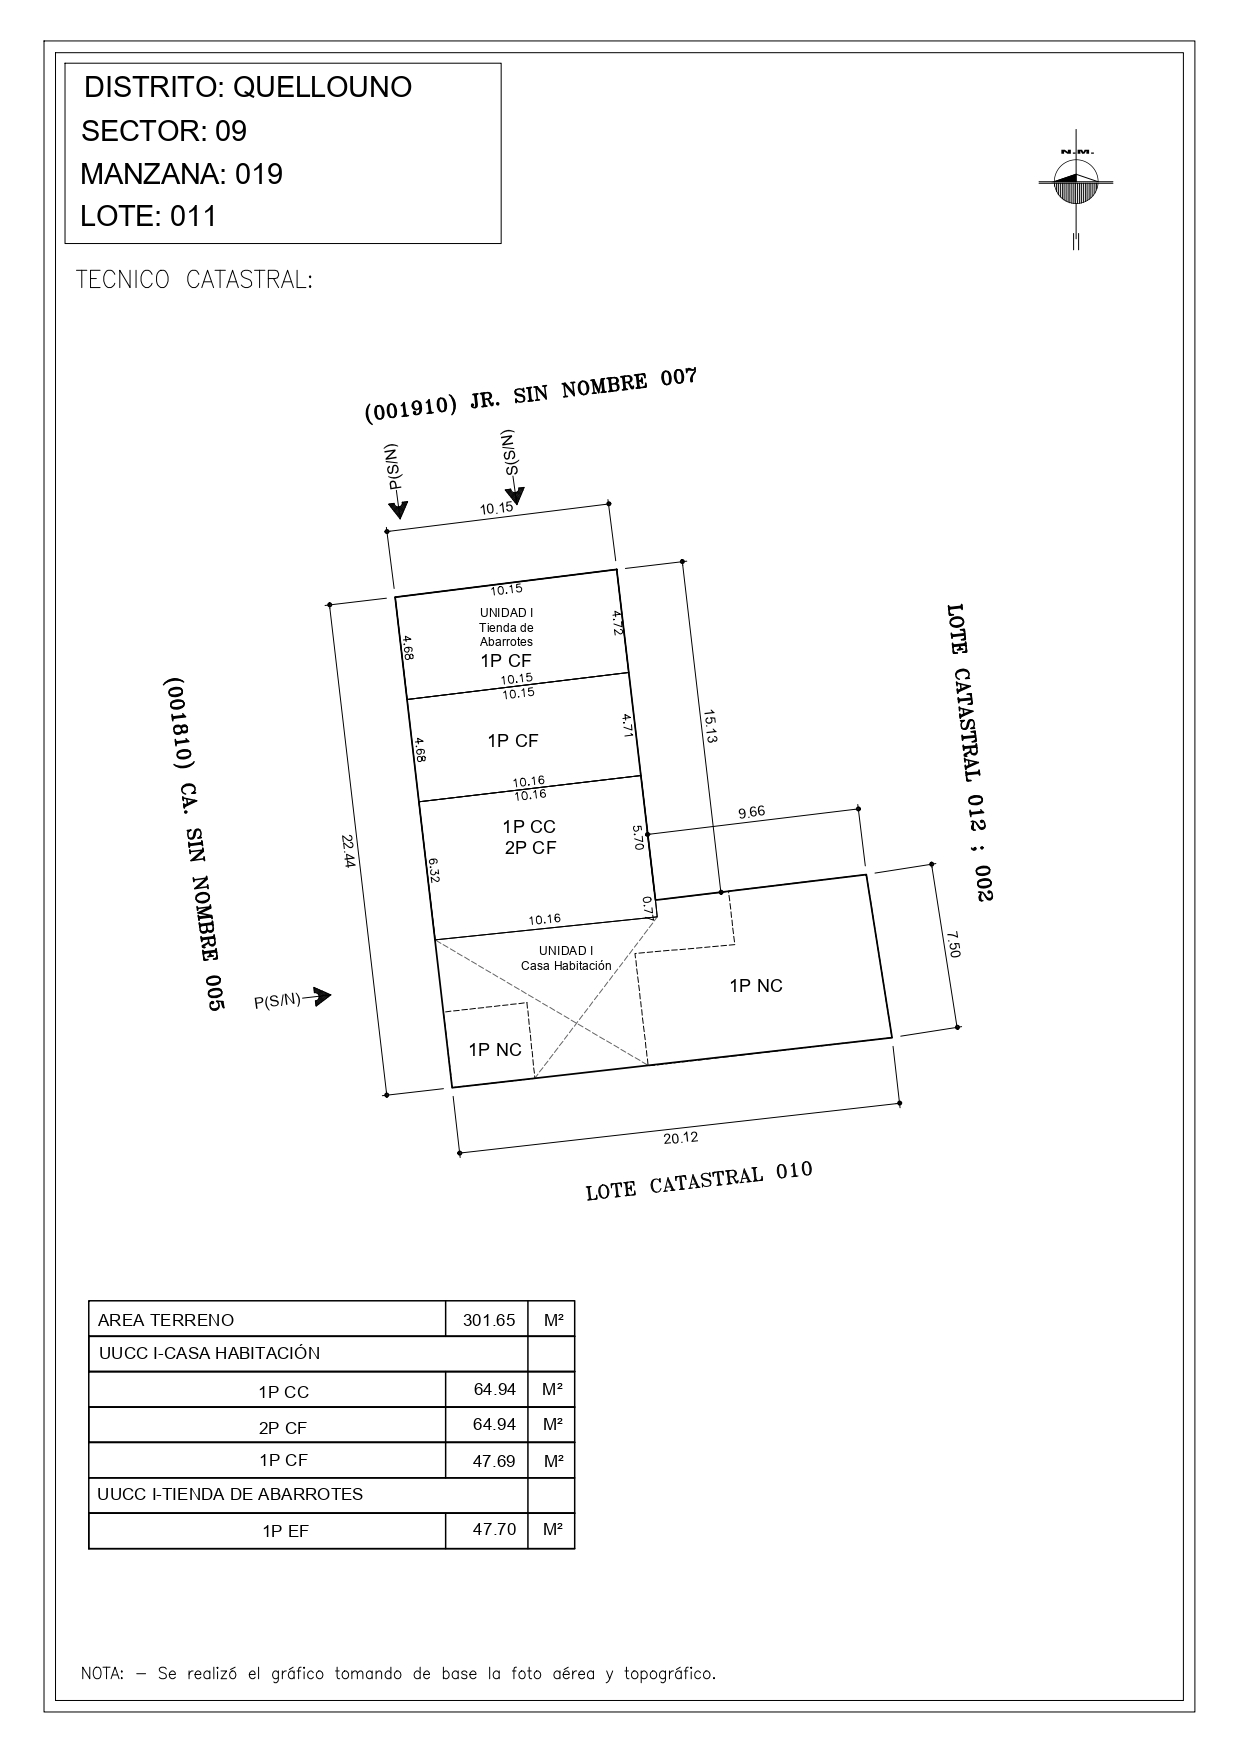 DISTRITO: QUELLOUNO
SECTOR: 09
MANZANA: 019
LOTE: 011
N.M.
TECNICO CATASTRAL:
(001910) JR. SIN NOMBRE 007
P(S/N)
S(S/N)
10.15
10.15
UNIDAD I
Tienda de
Abarrotes
1P CF
4.68
4.72
10.15
10.15
1P CF
4.68
4.71
10.16
10.16
1P CC
2P CF
6.32
5.70
0.77
10.16
UNIDAD I
Casa Habitación
1P NC
1P NC
15.13
9.66
7.50
22.44
20.12
(001810) CA. SIN NOMBRE 005
P(S/N)
LOTE CATASTRAL 012 ; 002
LOTE CATASTRAL 010
AREA TERRENO 301.65 M²
UUCC I-CASA HABITACIÓN
1P CC 64.94 M²
2P CF 64.94 M²
1P CF 47.69 M²
UUCC I-TIENDA DE ABARROTES
1P EF 47.70 M²
NOTA: - Se realizó el gráfico tomando de base la foto aérea y topográfico.